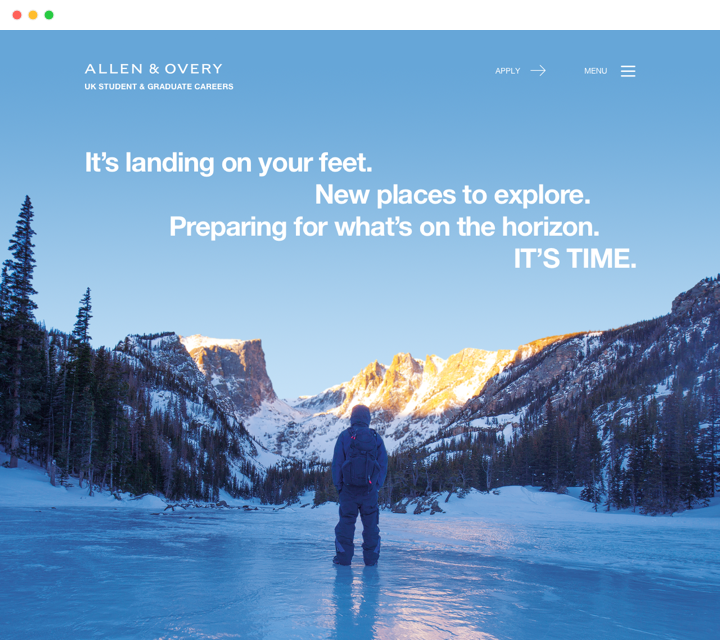 ALLEN & OVERY
UK STUDENT & GRADUATE CAREERS
APPLY
MENU
It’s landing on your feet.
New places to explore.
Preparing for what’s on the horizon.
IT’S TIME.